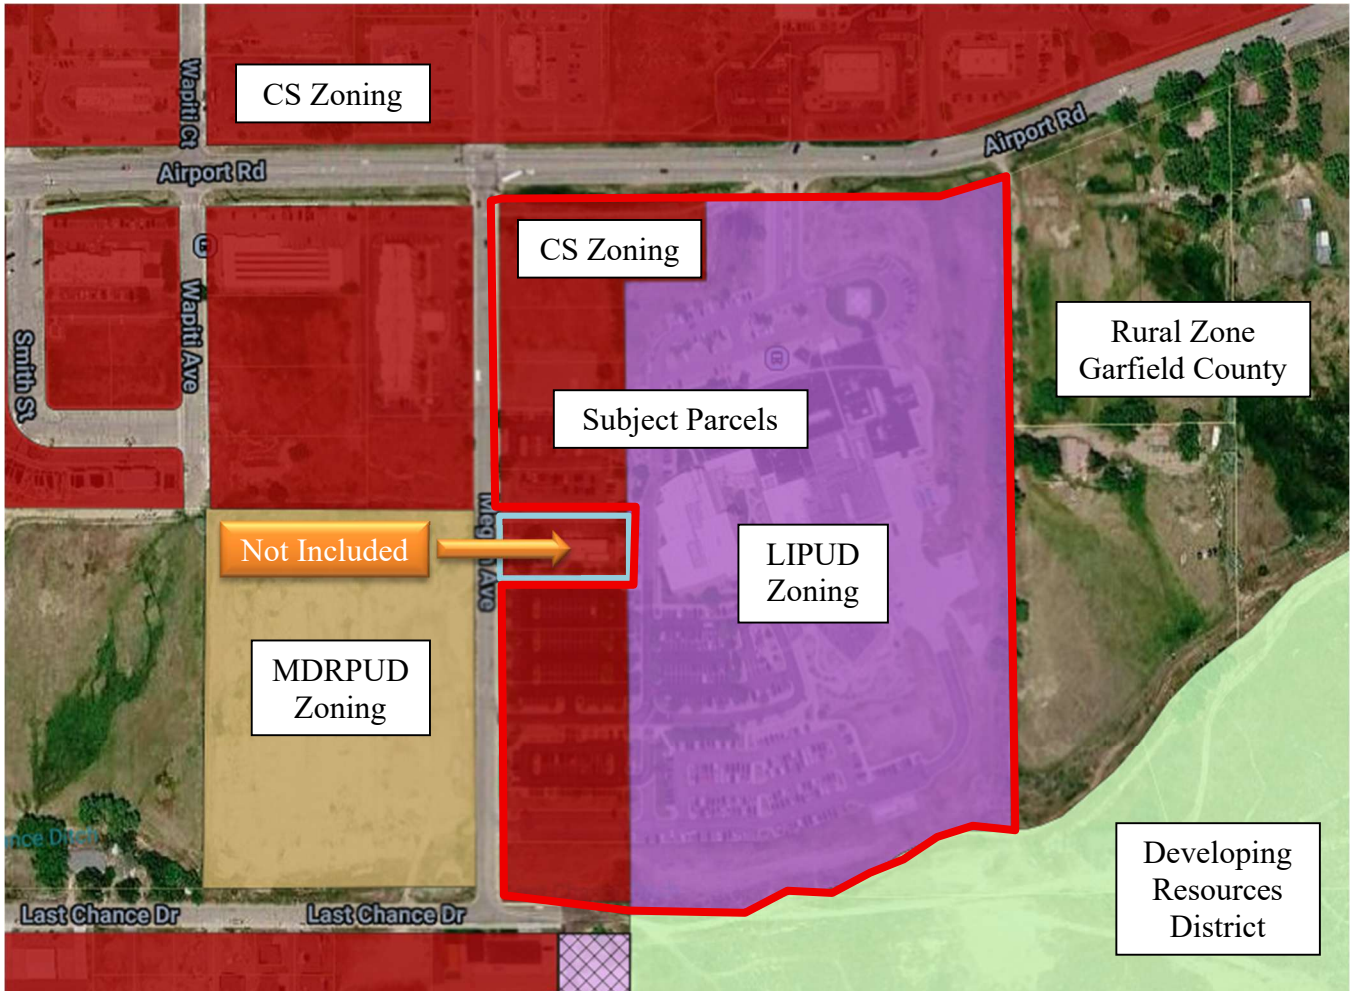 Wapiti Ct
CS Zoning
Airport Rd
Airport Rd
CS Zoning
Smith St
Wapiti Ave
Rural Zone
Garfield County
Subject Parcels
Not Included
Ave
LIPUD
Zoning
MDRPUD
Zoning
Developing
Resources
District
Last Chance Dr
Last Chance Dr